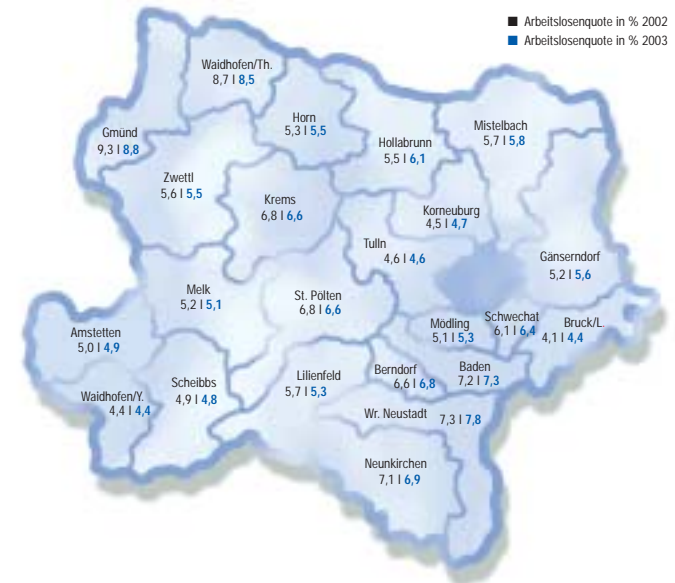 Arbeitslosenquote in % 2002
Arbeitslosenquote in % 2003
Waidhofen/Th.
8,7 I 8,5
Horn
5,3 I 5,5
Gmünd
9,3 I 8,8
Hollabrunn
5,5 I 6,1
Mistelbach
5,7 I 5,8
Zwettl
5,6 I 5,5
Krems
6,8 I 6,6
Korneuburg
4,5 I 4,7
Tulln
4,6 I 4,6
Gänserndorf
5,2 I 5,6
Melk
5,2 I 5,1
St. Pölten
6,8 I 6,6
Amstetten
5,0 I 4,9
Mödling
5,1 I 5,3
Schwechat
6,1 I 6,4
Bruck/L.
4,1 I 4,4
Waidhofen/Y.
4,4 I 4,4
Scheibbs
4,9 I 4,8
Lilienfeld
5,7 I 5,3
Berndorf
6,6 I 6,8
Baden
7,2 I 7,3
Wr. Neustadt 7,3 I 7,8
Neunkirchen
7,1 I 6,9